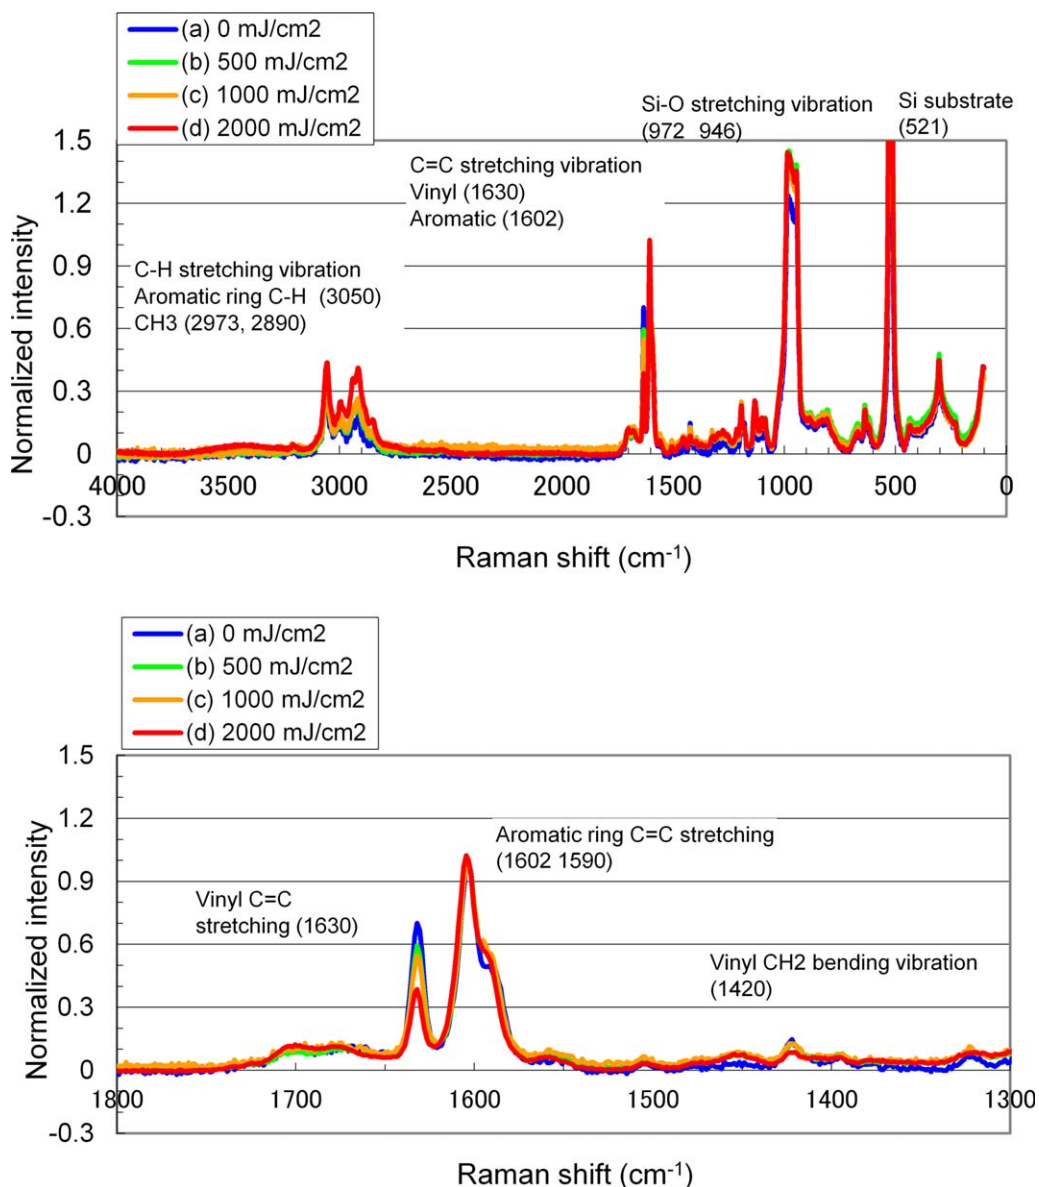 (a) 0 mJ/cm2
(b) 500 mJ/cm2
(c) 1000 mJ/cm2
(d) 2000 mJ/cm2
Si-O stretching vibration
(972 946)
Si substrate
(521)
C=C stretching vibration
Vinyl (1630)
Aromatic (1602)
C-H stretching vibration
Aromatic ring C-H (3050)
CH3 (2973, 2890)
Normalized intensity
1.5
1.2
0.9
0.6
0.3
0
-0.3
4000 3500 3000 2500 2000 1500 1000 500 0
Raman shift (cm-1)
(a) 0 mJ/cm2
(b) 500 mJ/cm2
(c) 1000 mJ/cm2
(d) 2000 mJ/cm2
Aromatic ring C=C stretching
(1602 1590)
Vinyl C=C
stretching (1630)
Vinyl CH2 bending vibration
(1420)
Normalized intensity
1.5
1.2
0.9
0.6
0.3
0
-0.3
1800 1700 1600 1500 1400 1300
Raman shift (cm-1)